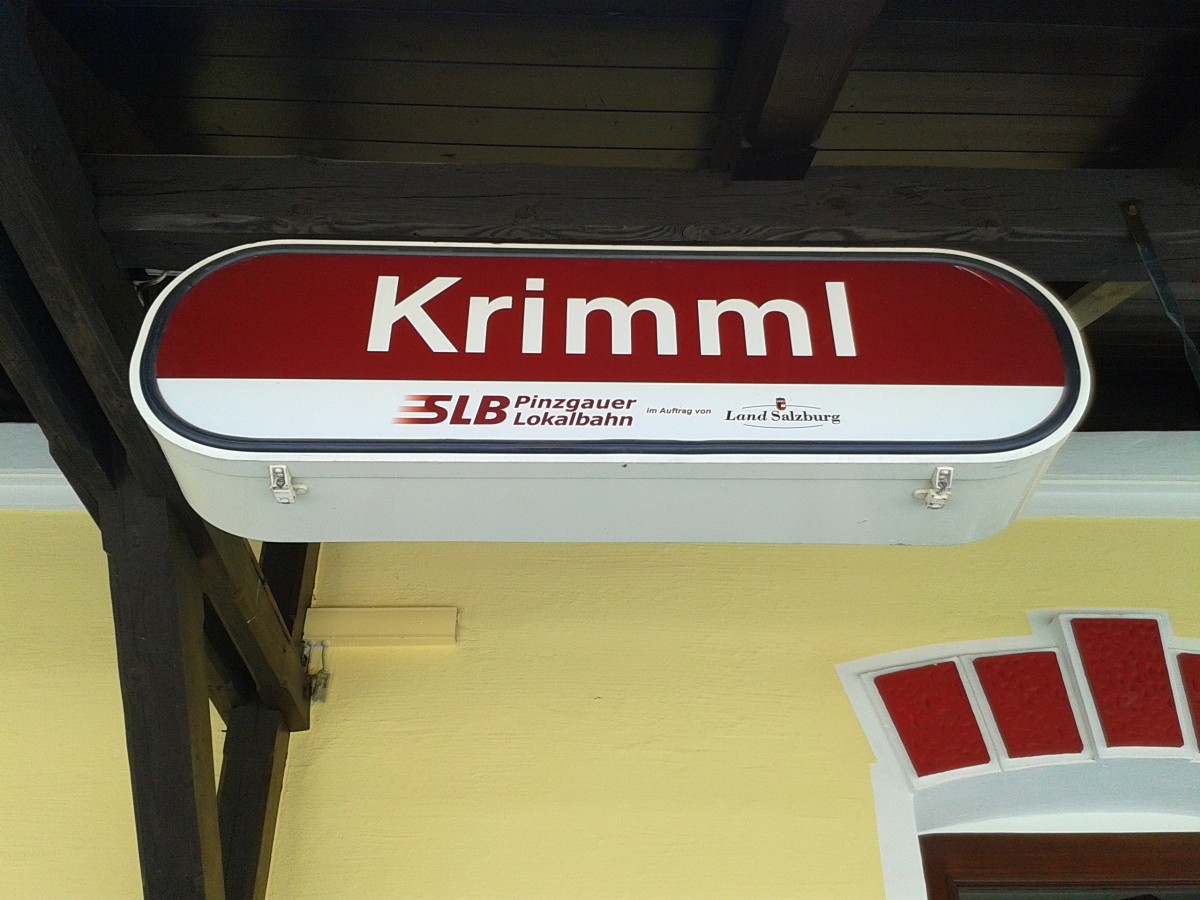 Krimml
SLB Pinzgauer Lokalbahn im Auftrag von Land Salzburg